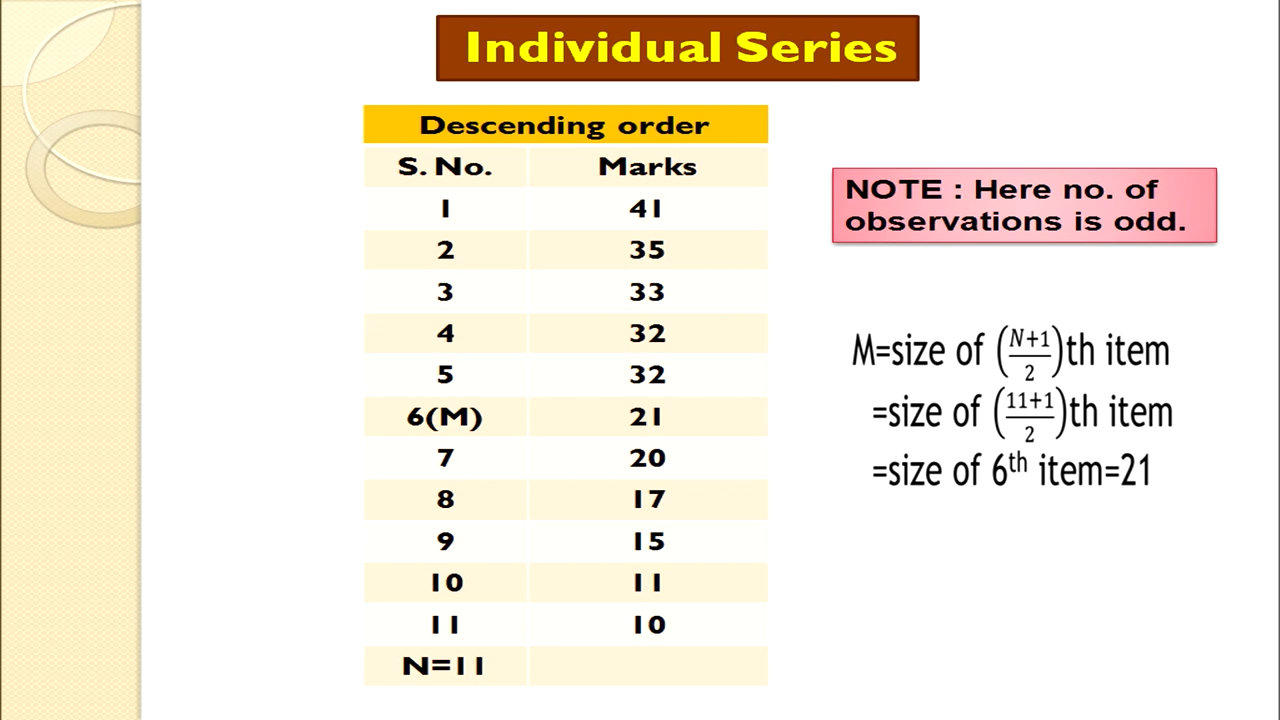 Individual Series
Descending order
S. No. Marks
1 41
2 35
3 33
4 32
5 32
6(M) 21
7 20
8 17
9 15
10 11
11 10
N=11
NOTE : Here no. of
observations is odd.
M=size of (N+1/2)th item
=size of (11+1/2)th item
=size of 6th item=21